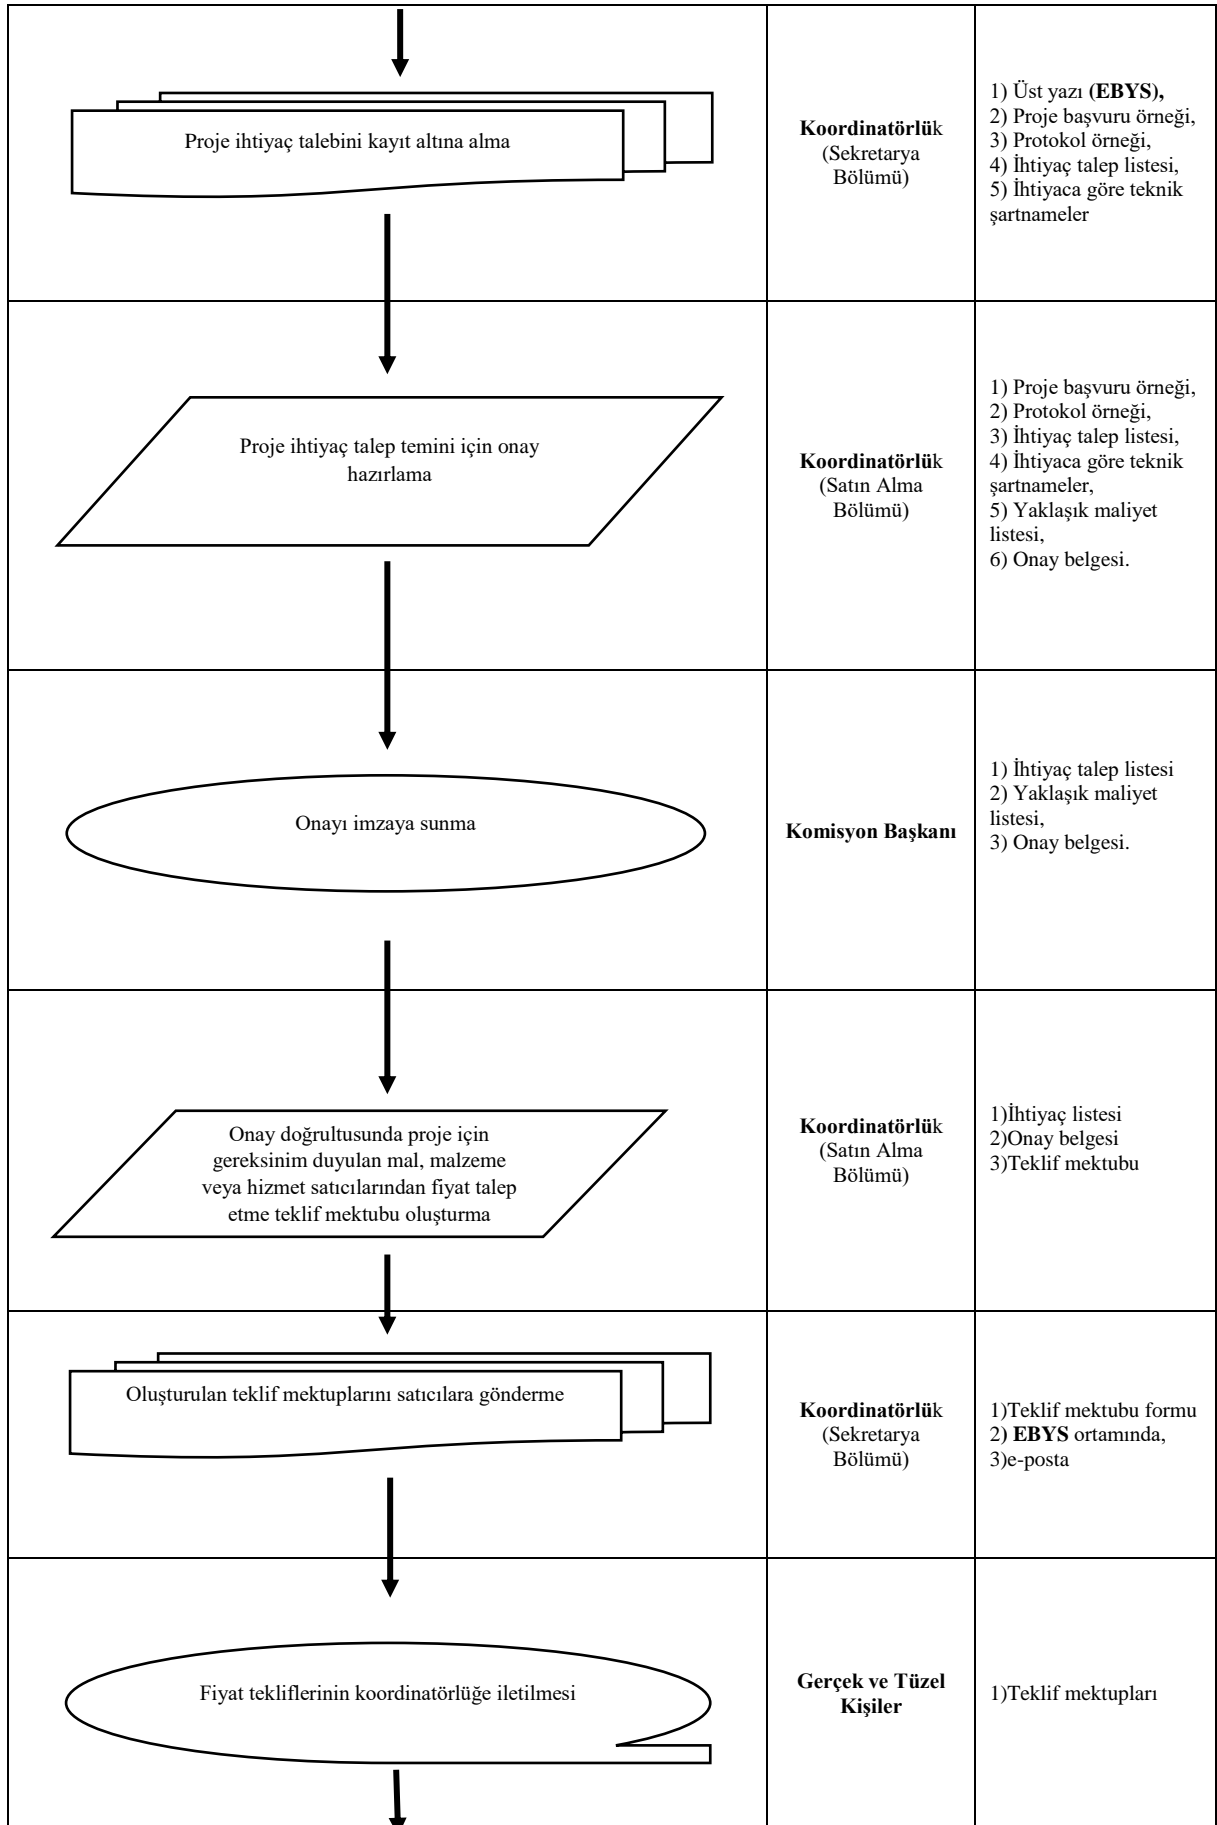 Proje ihtiyaç talebini kayıt altına alma
Koordinatörlük
(Sekretarya
Bölümü)
1) Üst yazı (EBYS),
2) Proje başvuru örneği,
3) Protokol örneği,
4) İhtiyaç talep listesi,
5) İhtiyaca göre teknik
şartnameler
Proje ihtiyaç talep temini için onay
hazırlama
Koordinatörlük
(Satın Alma
Bölümü)
1) Proje başvuru örneği,
2) Protokol örneği,
3) İhtiyaç talep listesi,
4) İhtiyaca göre teknik
şartnameler,
5) Yaklaşık maliyet
listesi,
6) Onay belgesi.
Onayı imzaya sunma
Komisyon Başkanı
1) İhtiyaç talep listesi
2) Yaklaşık maliyet
listesi,
3) Onay belgesi.
Onay doğrultusunda proje için
gereksinim duyulan mal, malzeme
veya hizmet satıcılarından fiyat talep
etme teklif mektubu oluşturma
Koordinatörlük
(Satın Alma
Bölümü)
1)İhtiyaç listesi
2)Onay belgesi
3)Teklif mektubu
Oluşturulan teklif mektuplarını satıcılara gönderme
Koordinatörlük
(Sekretarya
Bölümü)
1)Teklif mektubu formu
2) EBYS ortamında,
3)e-posta
Fiyat tekliflerinin koordinatörlüğe iletilmesi
Gerçek ve Tüzel
Kişiler
1)Teklif mektupları